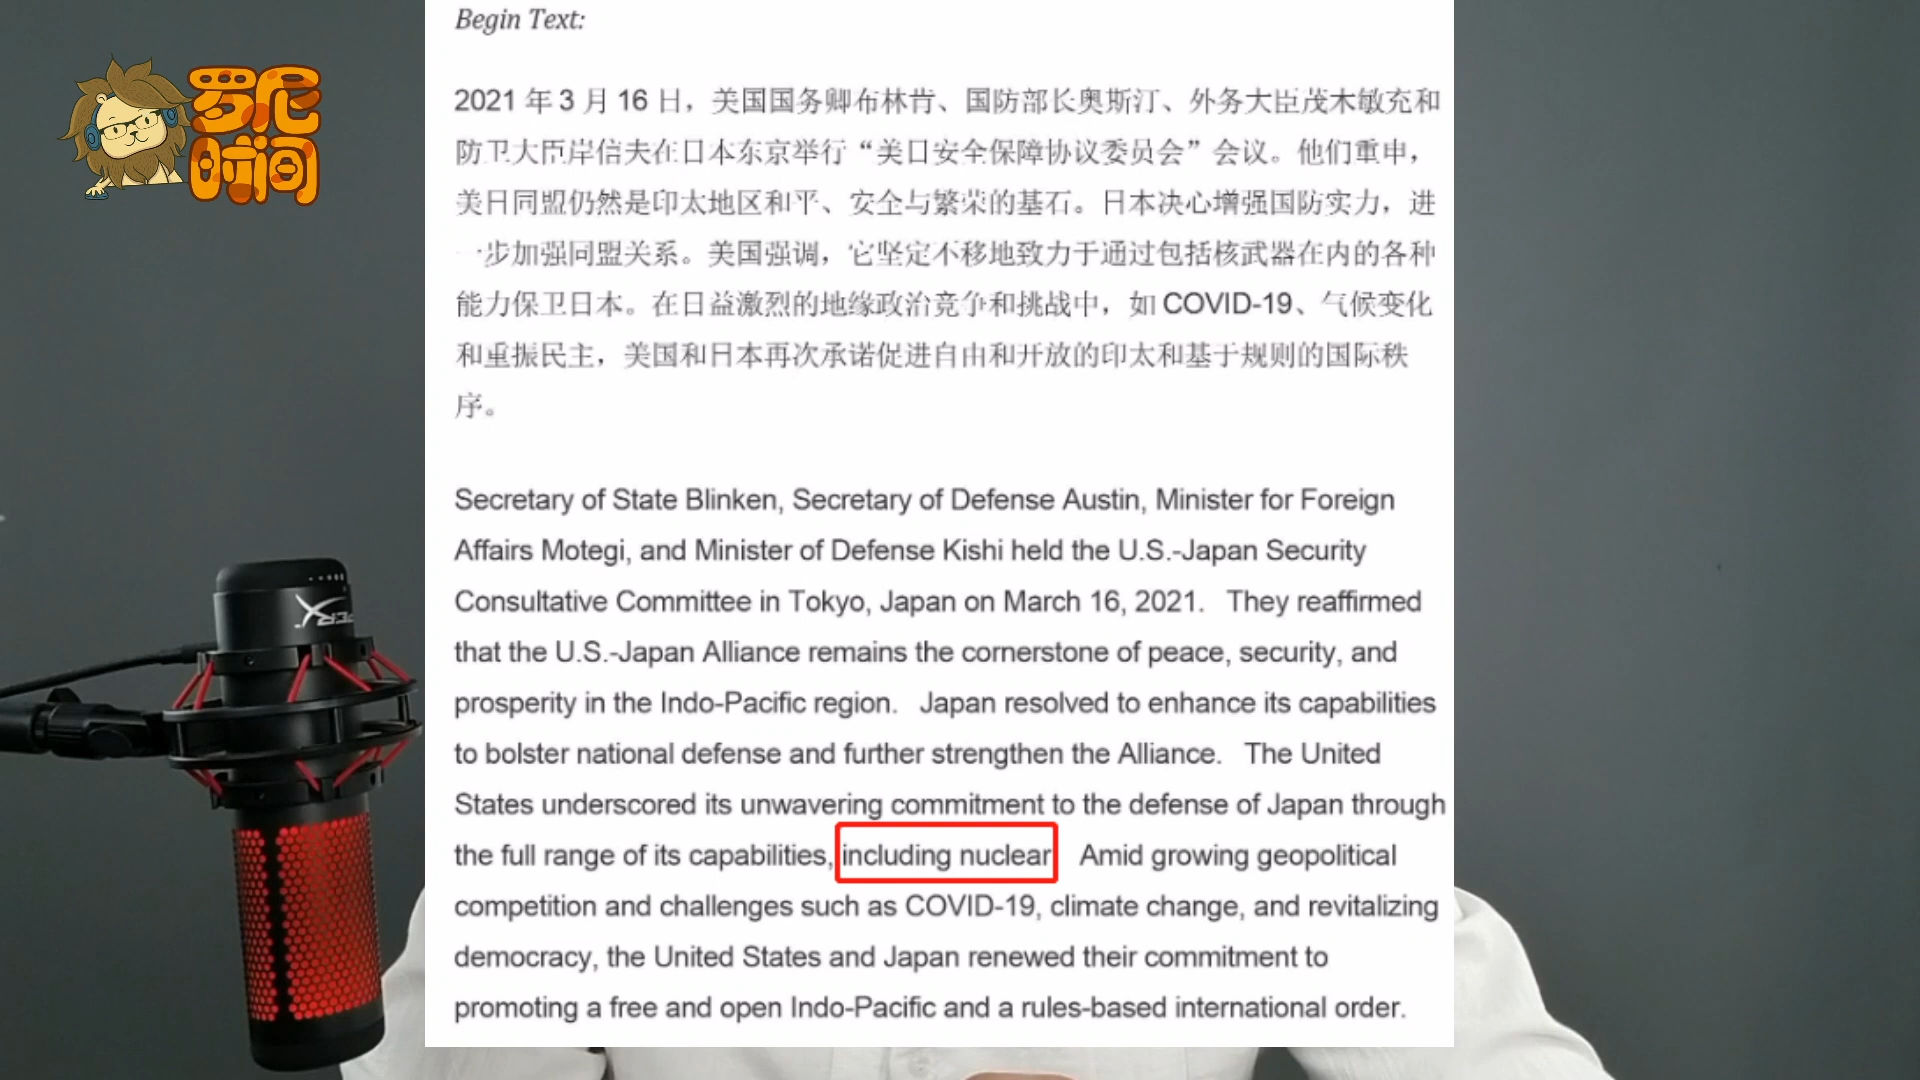 罗尼
时间
Begin Text:
2021 年 3 月 16 日，美国国务卿布林肯、国防部长奥斯汀、外务大臣茂木敏充和
防卫大臣岸信夫在日本东京举行“美日安全保障协议委员会”会议。他们重申，
美日同盟仍然是印太地区和平、安全与繁荣的基石。日本决心增强国防实力，进
一步加强同盟关系。美国强调，它坚定不移地致力于通过包括核武器在内的各种
能力保卫日本。在日益激烈的地缘政治竞争和挑战中，如 COVID-19、气候变化
和重振民主，美国和日本再次承诺促进自由和开放的印太和基于规则的国际秩
序。
Secretary of State Blinken, Secretary of Defense Austin, Minister for Foreign
Affairs Motegi, and Minister of Defense Kishi held the U.S.-Japan Security
Consultative Committee in Tokyo, Japan on March 16, 2021. They reaffirmed
that the U.S.-Japan Alliance remains the cornerstone of peace, security, and
prosperity in the Indo-Pacific region. Japan resolved to enhance its capabilities
to bolster national defense and further strengthen the Alliance. The United
States underscored its unwavering commitment to the defense of Japan through
the full range of its capabilities, including nuclear Amid growing geopolitical
competition and challenges such as COVID-19, climate change, and revitalizing
democracy, the United States and Japan renewed their commitment to
promoting a free and open Indo-Pacific and a rules-based international order.